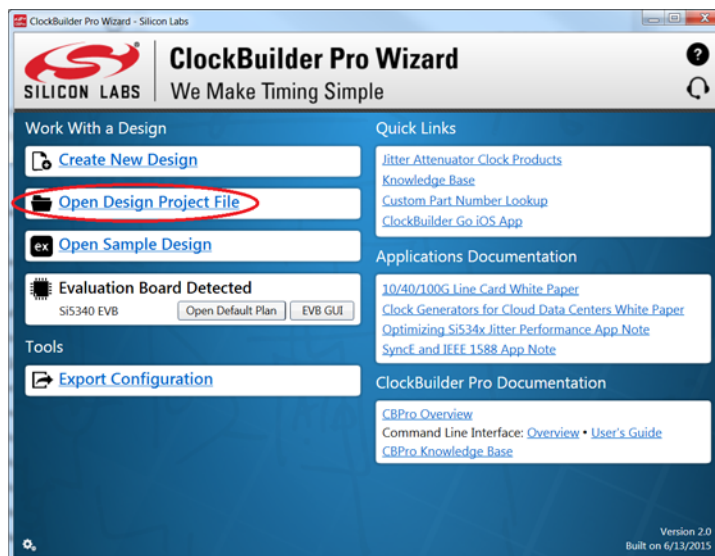 ClockBuilder Pro Wizard - Silicon Labs
SILICON LABS
ClockBuilder Pro Wizard
We Make Timing Simple
Work With a Design
Create New Design
Open Design Project File
ex Open Sample Design
Evaluation Board Detected
Si5340 EVB Open Default Plan EVB GUI
Tools
Export Configuration
Quick Links
Jitter Attenuator Clock Products
Knowledge Base
Custom Part Number Lookup
ClockBuilder Go iOS App
Applications Documentation
10/40/100G Line Card White Paper
Clock Generators for Cloud Data Centers White Paper
Optimizing Si534x Jitter Performance App Note
SyncE and IEEE 1588 App Note
ClockBuilder Pro Documentation
CBPro Overview
Command Line Interface: Overview • User's Guide
CBPro Knowledge Base
Version 2.0
Built on 6/13/2015